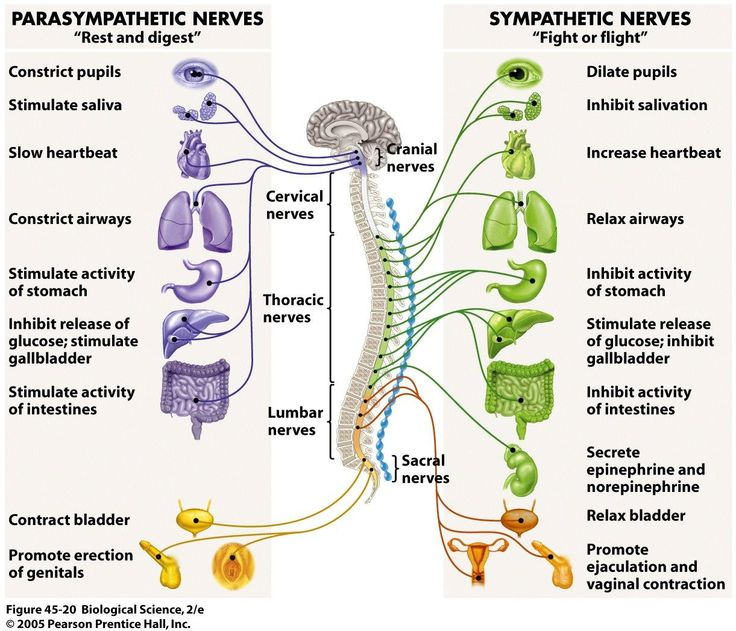 PARASYMPATHETIC NERVES
“Rest and digest”
Constrict pupils
Stimulate saliva
Slow heartbeat
Constrict airways
Stimulate activity
of stomach
Inhibit release of
glucose; stimulate
gallbladder
Stimulate activity
of intestines
Contract bladder
Promote erection
of genitals
Cranial
nerves
Cervical
nerves
Thoracic
nerves
Lumbar
nerves
Sacral
nerves
SYMPATHETIC NERVES
“Fight or flight”
Dilate pupils
Inhibit salivation
Increase heartbeat
Relax airways
Inhibit activity
of stomach
Stimulate release
of glucose; inhibit
gallbladder
Inhibit activity
of intestines
Secrete
epinephrine and
norepinephrine
Relax bladder
Promote
ejaculation and
vaginal contraction
Figure 45-20 Biological Science, 2/e
© 2005 Pearson Prentice Hall, Inc.